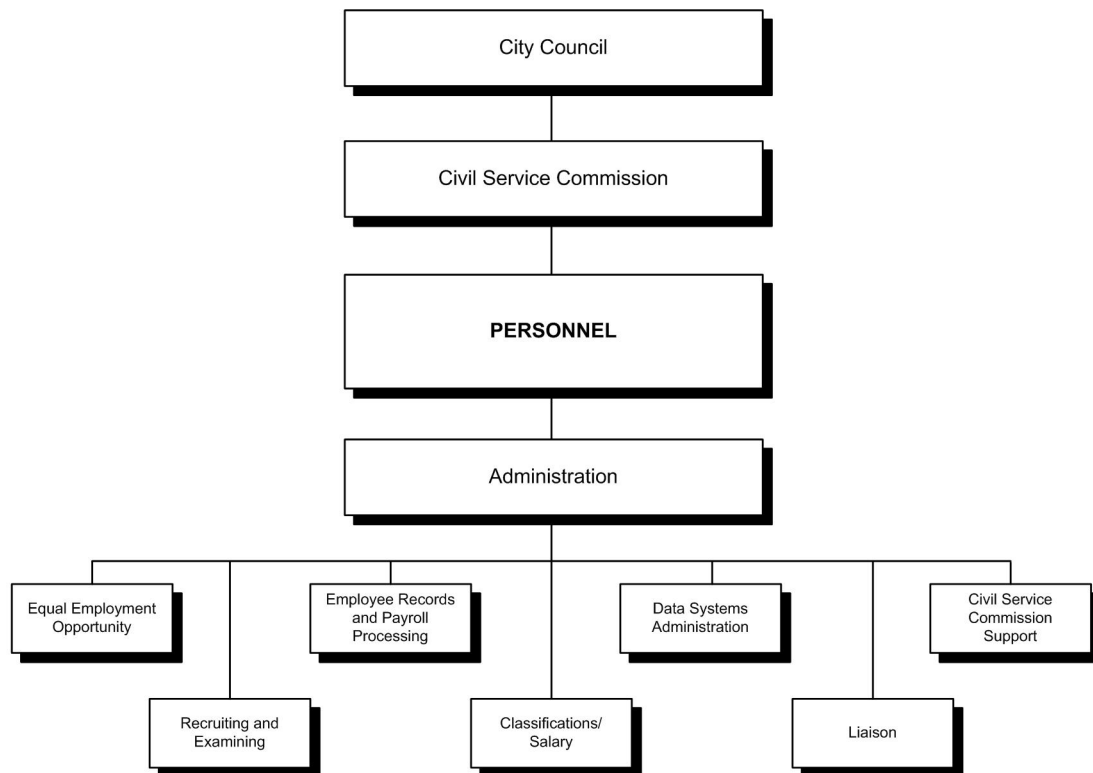 City Council
Civil Service Commission
PERSONNEL
Administration
Equal Employment
Opportunity
Employee Records
and Payroll
Processing
Data Systems
Administration
Civil Service
Commission
Support
Recruiting and
Examining
Classifications/
Salary
Liaison